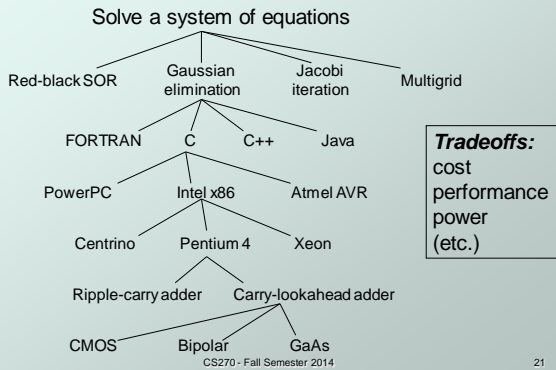 Solve a system of equations
Red-black SOR
Gaussian
elimination
Jacobi
iteration
Multigrid
FORTRAN C C++ Java
Tradeoffs:
cost
performance
power
(etc.)
PowerPC Intel x86 Atmel AVR
Centrino Pentium 4 Xeon
Ripple-carry adder Carry-lookahead adder
CMOS Bipolar GaAs
CS270 - Fall Semester 2014 21